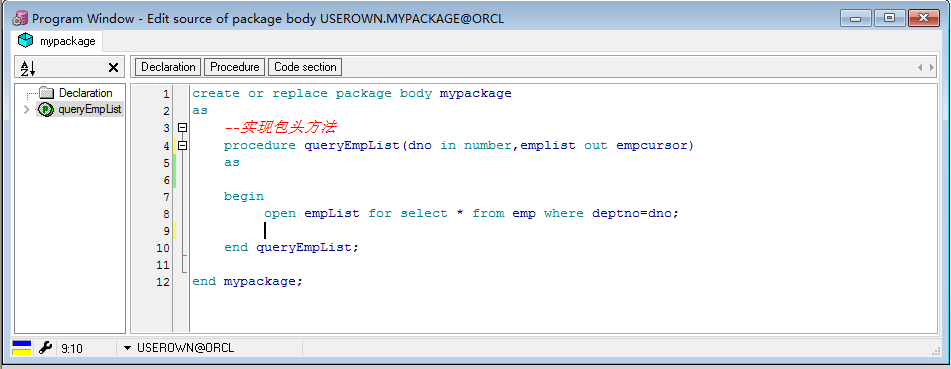 Program Window - Edit source of package body USEROWN.MYPACKAGE@ORCL
mypackage
A
Z
Declaration Procedure Code section
Declaration
queryEmpList
1 create or replace package body mypackage
2 as
3 --实现包头方法
4 procedure queryEmpList(dno in number,emplist out empcursor)
5 as
6
7 begin
8 open empList for select * from emp where deptno=dno;
9
10 end queryEmpList;
11
12 end mypackage;
9:10 USEROWN@ORCL